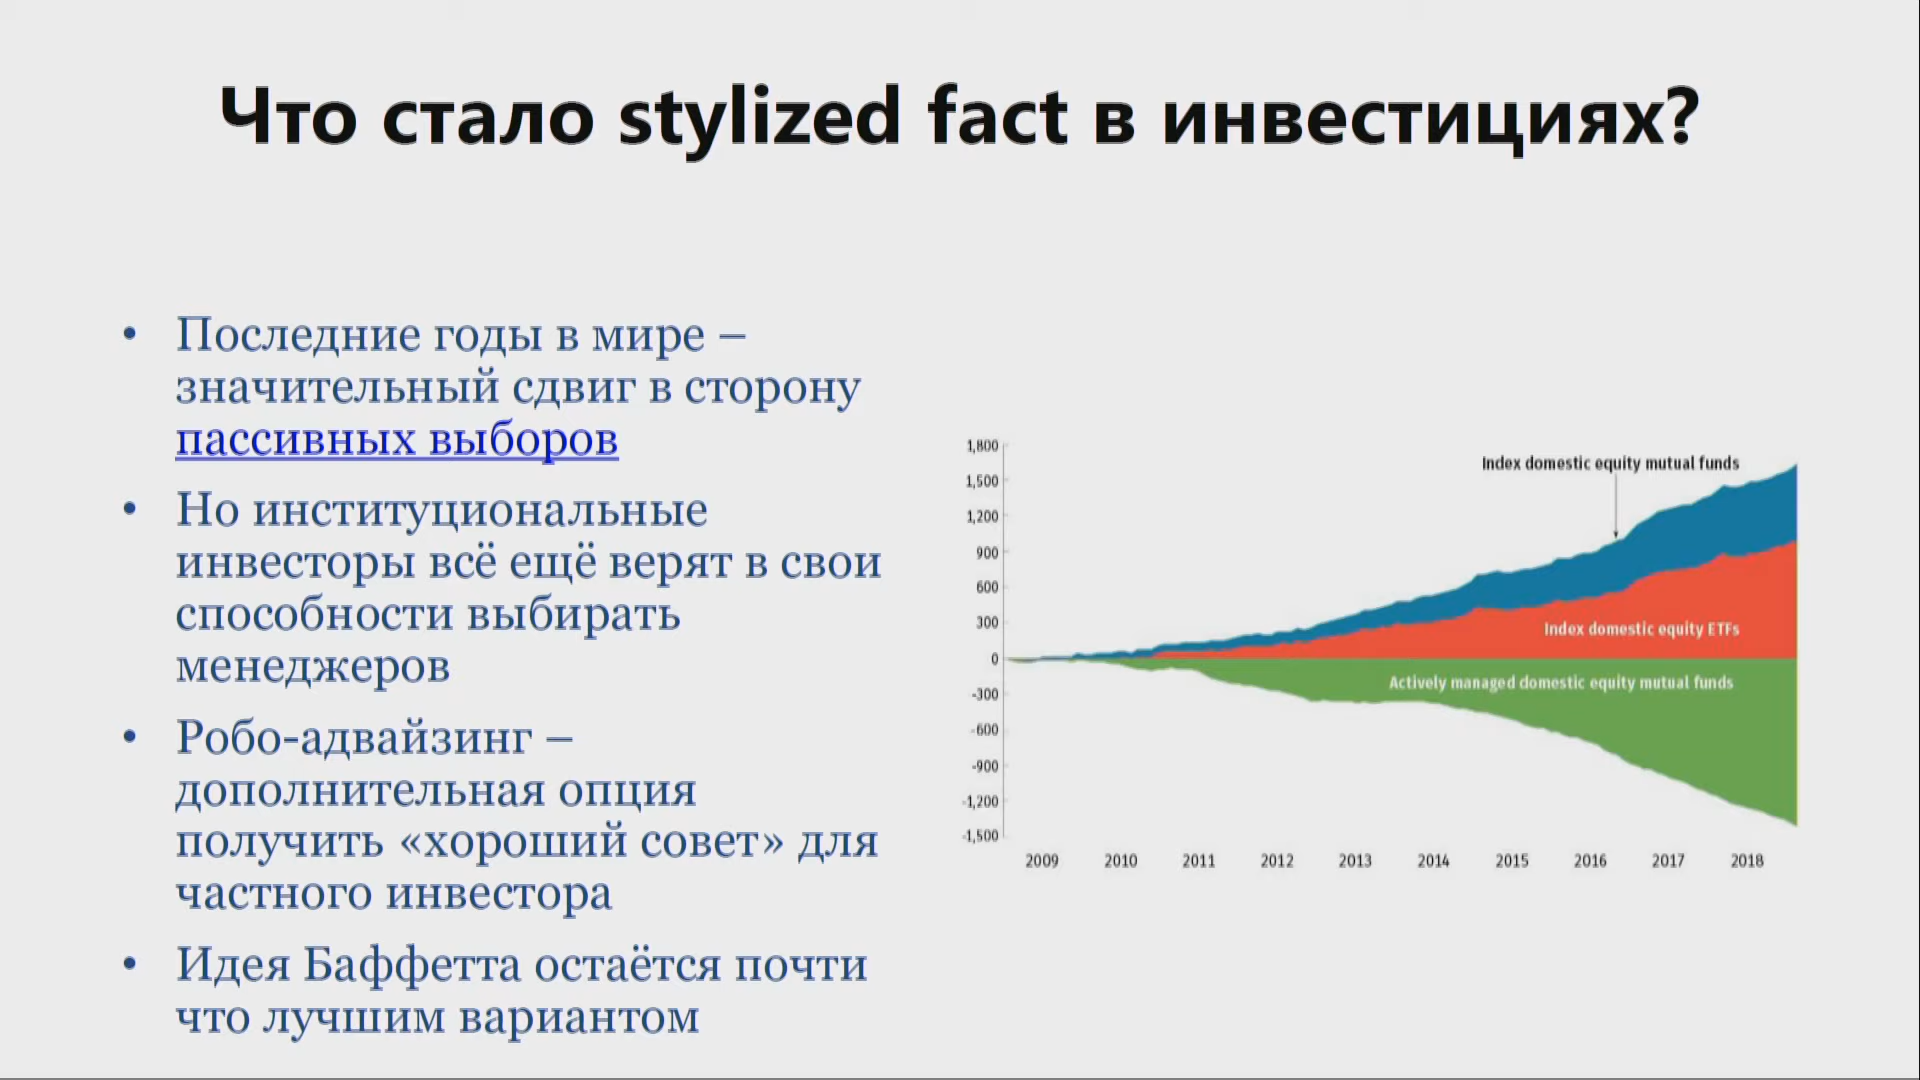 Что стало stylized fact в инвестициях?
• Последние годы в мире –
значительный сдвиг в сторону
пассивных выборов
• Но институциональные
инвесторы всё ещё верят в свои
способности выбирать
менеджеров
• Робо-адвайзинг –
дополнительная опция
получить «хороший совет» для
частного инвестора
• Идея Баффетта остаётся почти
что лучшим вариантом
1,800
1,500
1,200
900
600
300
0
-300
-600
-900
-1,200
-1,500
Index domestic equity mutual funds
Index domestic equity ETFs
Actively managed domestic equity mutual funds
2009 2010 2011 2012 2013 2014 2015 2016 2017 2018